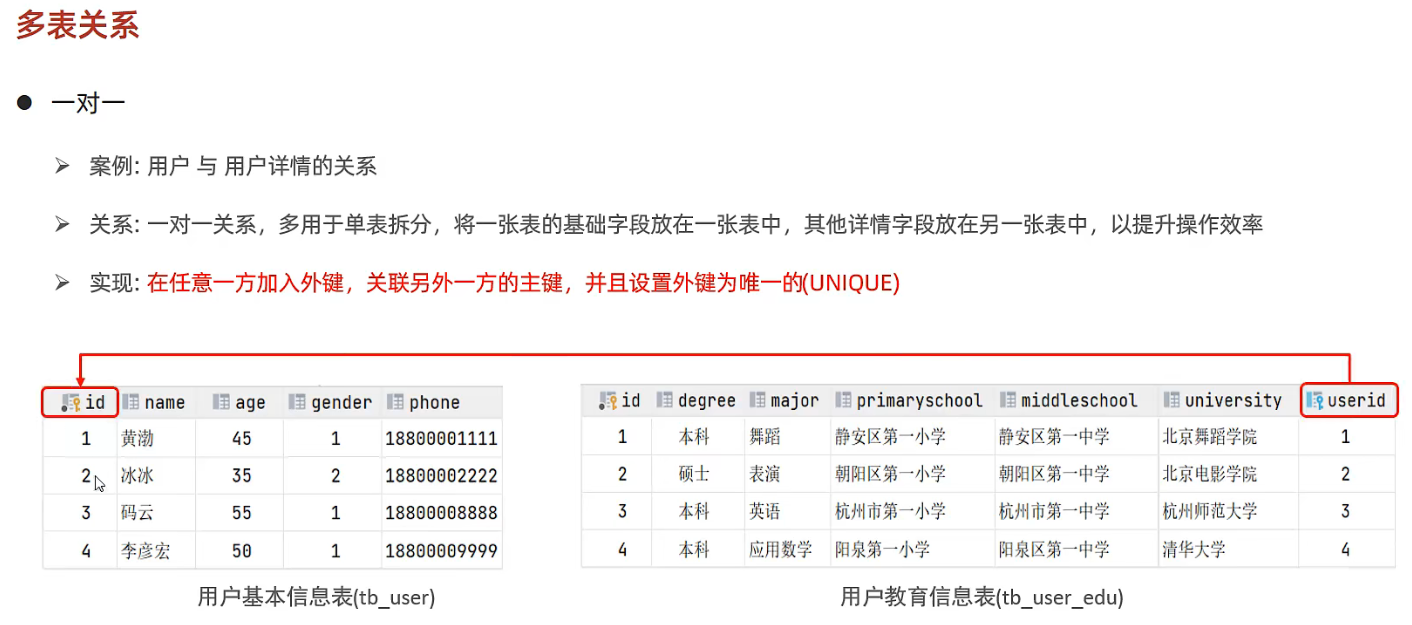 多表关系
● 一对一
➢ 案例: 用户 与 用户详情的关系
➢ 关系: 一对一关系，多用于单表拆分，将一张表的基础字段放在一张表中，其他详情字段放在另一张表中，以提升操作效率
➢ 实现: 在任意一方加入外键，关联另外一方的主键，并且设置外键为唯一的(UNIQUE)
id name age gender phone
1 黄渤 45 1 18800001111
2 冰冰 35 2 18800002222
3 码云 55 1 18800008888
4 李彦宏 50 1 18800009999
用户基本信息表(tb_user)
id degree major primaryschool middleschool university userid
1 本科 舞蹈 静安区第一小学 静安区第一中学 北京舞蹈学院 1
2 硕士 表演 朝阳区第一小学 朝阳区第一中学 北京电影学院 2
3 本科 英语 杭州市第一小学 杭州市第一中学 杭州师范大学 3
4 本科 应用数学 阳泉第一小学 阳泉区第一中学 清华大学 4
用户教育信息表(tb_user_edu)